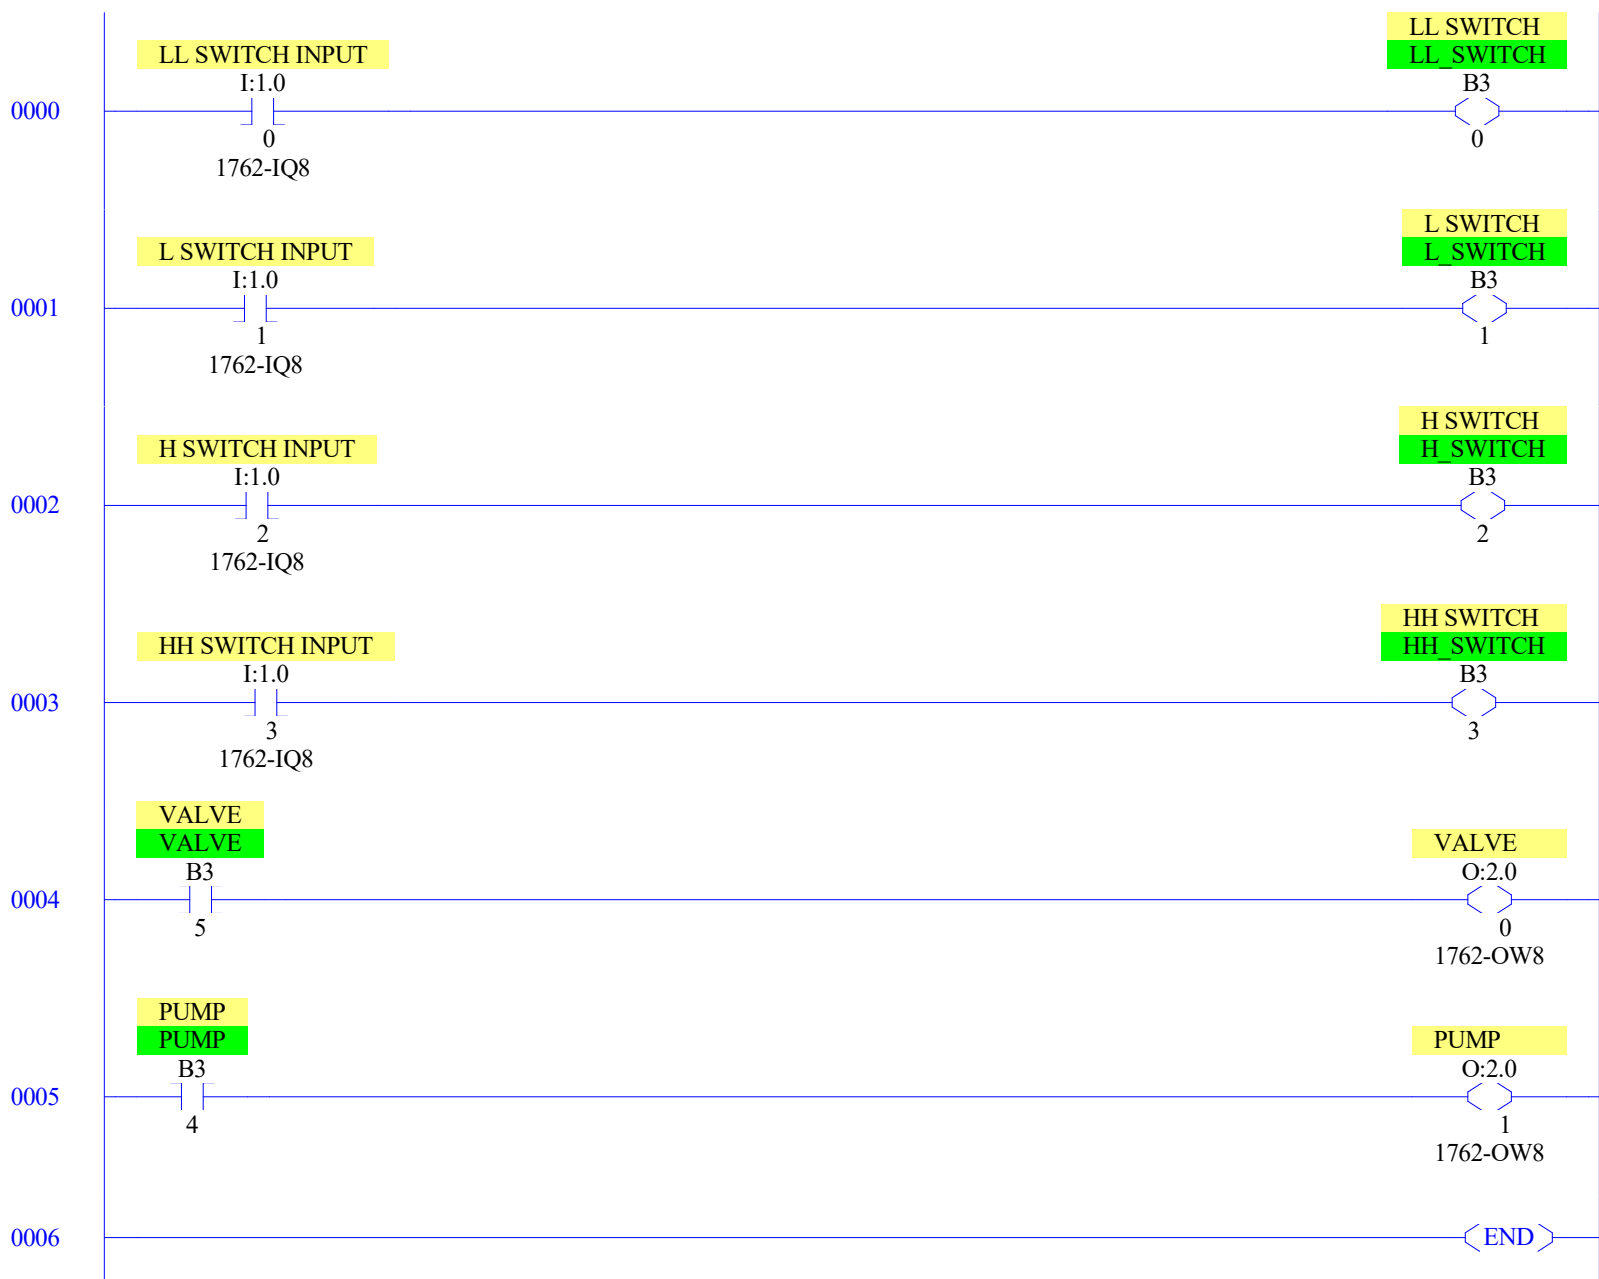 LL SWITCH INPUT
I:1.0
0
1762-IQ8
LL SWITCH
LL_SWITCH
B3
0
0000
L SWITCH INPUT
I:1.0
1
1762-IQ8
L SWITCH
L_SWITCH
B3
1
0001
H SWITCH INPUT
I:1.0
2
1762-IQ8
H SWITCH
H_SWITCH
B3
2
0002
HH SWITCH INPUT
I:1.0
3
1762-IQ8
HH SWITCH
HH_SWITCH
B3
3
0003
VALVE
VALVE
B3
5
VALVE
O:2.0
0
1762-OW8
0004
PUMP
PUMP
B3
4
PUMP
O:2.0
1
1762-OW8
0005
0006
END